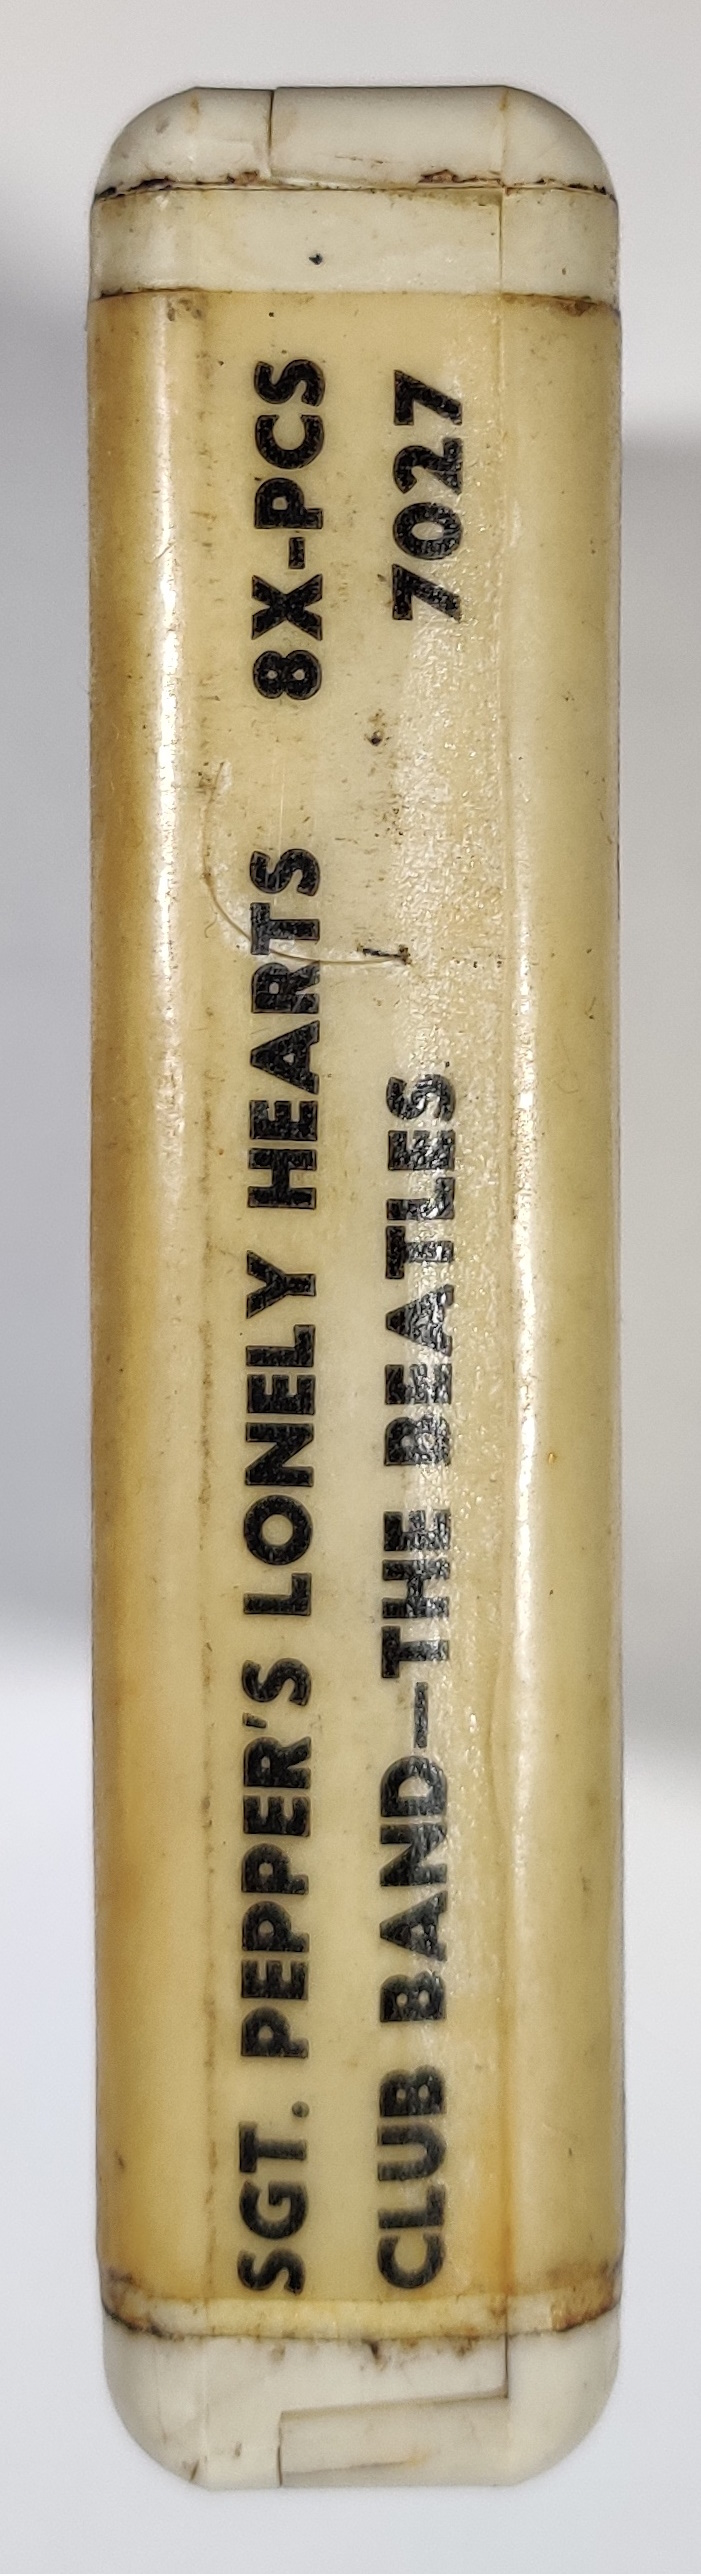 SGT. PEPPER'S LONELY HEARTS 8X-PCS
CLUB BAND—THE BEATLES 7027